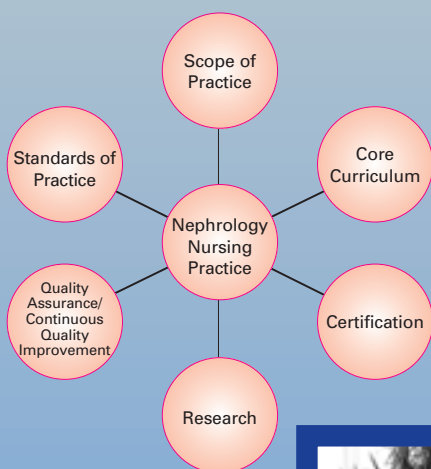 Scope of
Practice
Standards of
Practice
Core
Curriculum
Nephrology
Nursing
Practice
Quality
Assurance/
Continuous
Quality
Improvement
Certification
Research